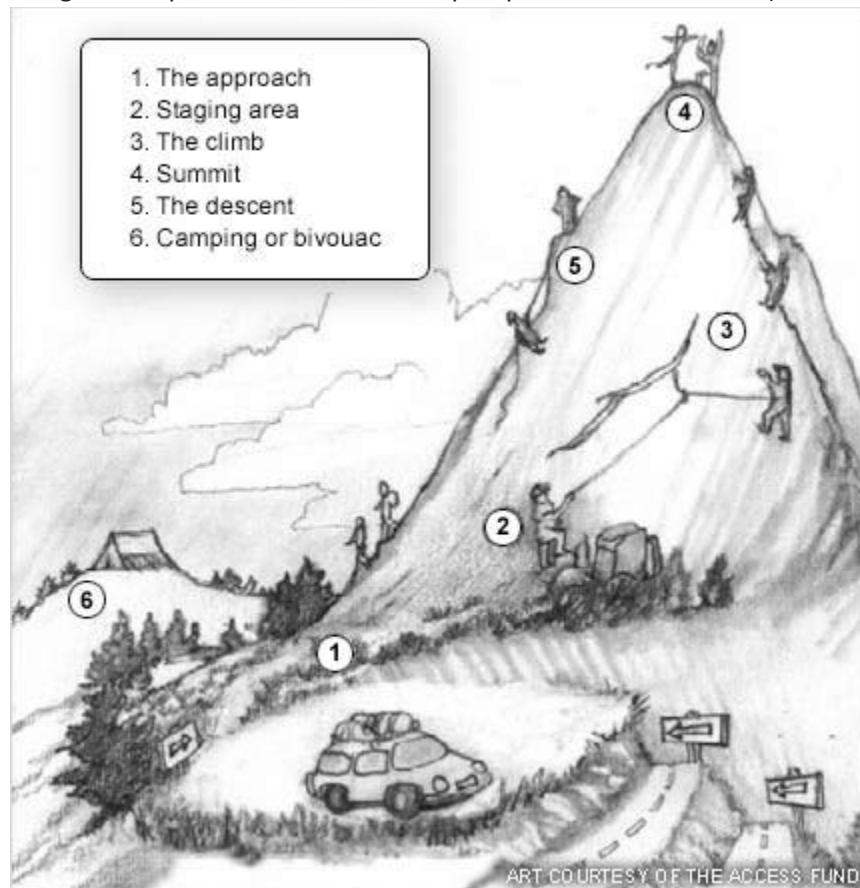 1. The approach
2. Staging area
3. The climb
4. Summit
5. The descent
6. Camping or bivouac
4
5
3
2
6
1
ART COURTESY OF THE ACCESS FUND